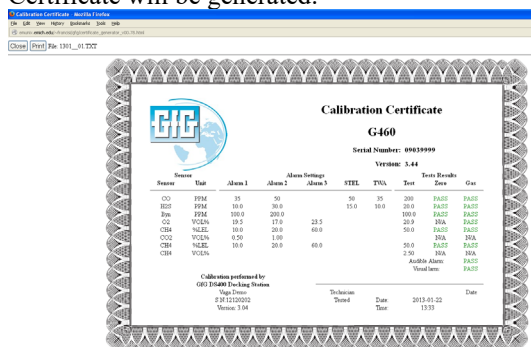 Certificate will be generated.
Calibration Certificate - Mozilla Firefox
File Edit View History Bookmarks Tools Help
Close Print File: 1301__01.TXT
GfG
Calibration Certificate
G460
Serial Number: 09039999
Version: 3.44
Sensor Alarm Settings Tests Results
Sensor Unit Alarm 1 Alarm 2 Alarm 3 STEL TWA Test Zero Gas
CO PPM 35 50 50 35 200 PASS PASS
H2S PPM 10.0 30.0 15.0 10.0 20.0 PASS PASS
PPM 100.0 200.0 100.0 PASS PASS
O2 VOL% 19.5 17.0 23.5 20.9 N/A PASS
CH4 %LEL 10.0 20.0 60.0 50.0 PASS PASS
CO2 VOL% 0.50 1.00 N/A N/A
CH4 %LEL 10.0 20.0 60.0 50.0 PASS PASS
CH4 VOL% 2.50 N/A PASS
Audible Alarm: PASS
PASS
Calibration performed by
GfG DS400 Docking Station
Demo Technician Date
S/N:12120202 Tested Date 2013-01-22
Version: 3.04 Time: 13:33